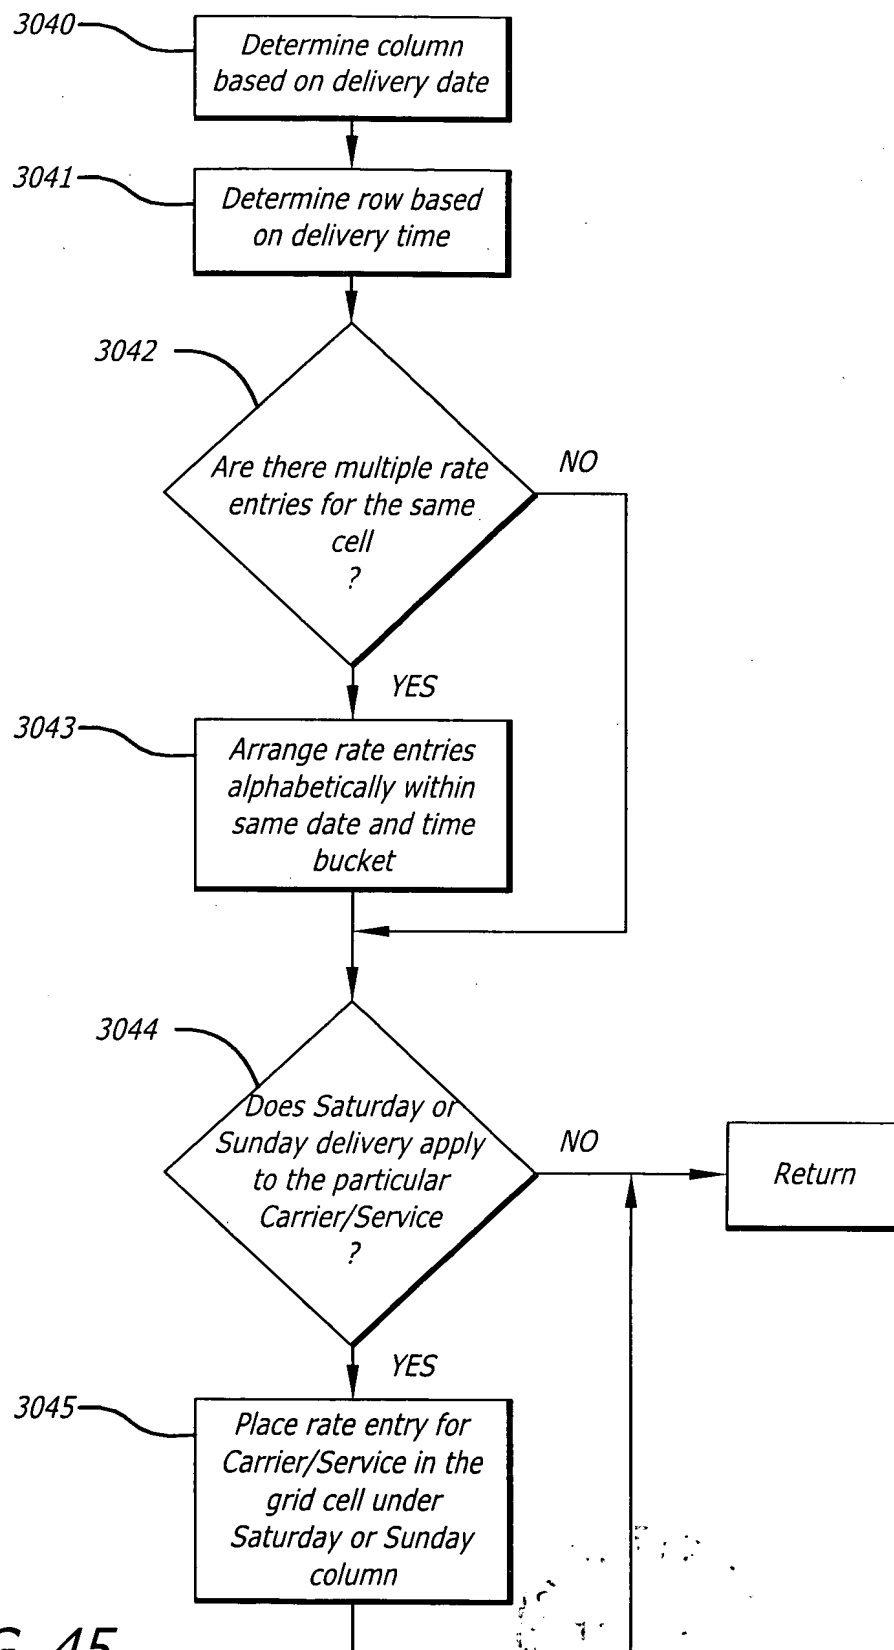 3040
Determine column
based on delivery date
3041
Determine row based
on delivery time
3042
Are there multiple rate
entries for the same
cell
?
NO
YES
3043
Arrange rate entries
alphabetically within
same date and time
bucket
3044
Does Saturday or
Sunday delivery apply
to the particular
Carrier/Service
?
NO
Return
YES
3045
Place rate entry for
Carrier/Service in the
grid cell under
Saturday or Sunday
column
45